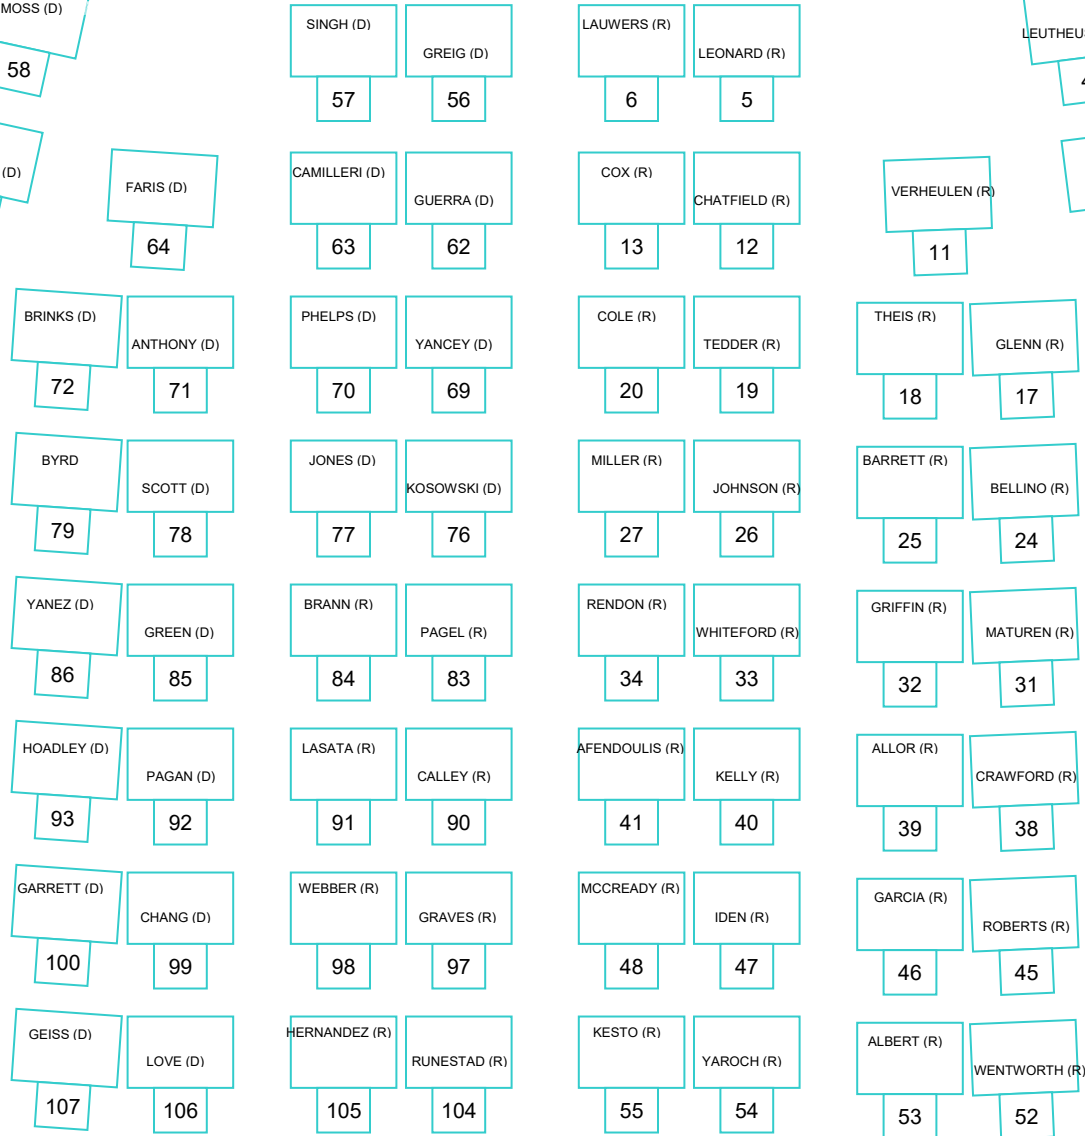 MOSS (D)
58
SINGH (D)
57
GREIG (D)
56
LAUWERS (R)
6
LEONARD (R)
5
(D)
FARIS (D)
64
CAMILLERI (D)
63
GUERRA (D)
62
COX (R)
13
CHATFIELD (R)
12
VERHEULEN (R)
11
BRINKS (D)
72
ANTHONY (D)
71
PHELPS (D)
70
YANCEY (D)
69
COLE (R)
20
TEDDER (R)
19
THEIS (R)
18
GLENN (R)
17
BYRD
79
SCOTT (D)
78
JONES (D)
77
KOSOWSKI (D)
76
MILLER (R)
27
JOHNSON (R)
26
BARRETT (R)
25
BELLINO (R)
24
YANEZ (D)
86
GREEN (D)
85
BRANN (R)
84
PAGEL (R)
83
RENDON (R)
34
WHITEFORD (R)
33
GRIFFIN (R)
32
MATUREN (R)
31
HOADLEY (D)
93
PAGAN (D)
92
LASATA (R)
91
CALLEY (R)
90
AFENDOULIS (R)
41
KELLY (R)
40
ALLOR (R)
39
CRAWFORD (R)
38
GARRETT (D)
100
CHANG (D)
99
WEBBER (R)
98
GRAVES (R)
97
MCCREADY (R)
48
IDEN (R)
47
GARCIA (R)
46
ROBERTS (R)
45
GEISS (D)
107
LOVE (D)
106
HERNANDEZ (R)
105
RUNESTAD (R)
104
KESTO (R)
55
YAROCH (R)
54
ALBERT (R)
53
WENTWORTH (R)
52